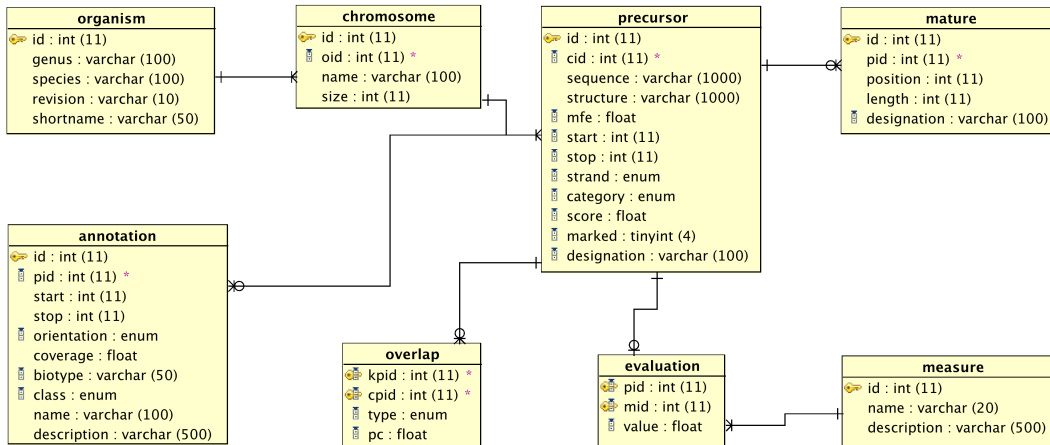 organism
id : int (11)
genus : varchar (100)
species : varchar (100)
revision : varchar (10)
shortname : varchar (50)
chromosome
id : int (11)
oid : int (11) *
name : varchar (100)
size : int (11)
precursor
id : int (11)
cid : int (11) *
sequence : varchar (1000)
structure : varchar (1000)
mfe : float
start : int (11)
stop : int (11)
strand : enum
category : enum
score : float
marked : tinyint (4)
designation : varchar (100)
mature
id : int (11)
pid : int (11) *
position : int (11)
length : int (11)
designation : varchar (100)
annotation
id : int (11)
pid : int (11) *
start : int (11)
stop : int (11)
orientation : enum
coverage : float
biotype : varchar (50)
class : enum
name : varchar (100)
description : varchar (500)
overlap
kpid : int (11) *
cpid : int (11) *
type : enum
pc : float
evaluation
pid : int (11)
mid : int (11)
value : float
measure
id : int (11)
name : varchar (20)
description : varchar (500)